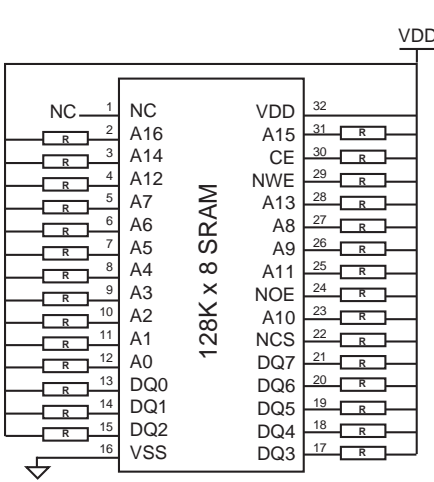 VDD
NC 1 NC VDD 32
R 2 A16 A15 31 R
R 3 A14 CE 30 R
R 4 A12 NWE 29 R
R 5 A7 A13 28 R
R 6 A6 A8 27 R
R 7 A5 A9 26 R
R 8 A4 A11 25 R
R 9 A3 NOE 24 R
R 10 A2 A10 23 R
R 11 A1 NCS 22 R
R 12 A0 DQ7 21 R
R 13 DQ0 DQ6 20 R
R 14 DQ1 DQ5 19 R
R 15 DQ2 DQ4 18 R
16 VSS DQ3 17 R
128K x 8 SRAM